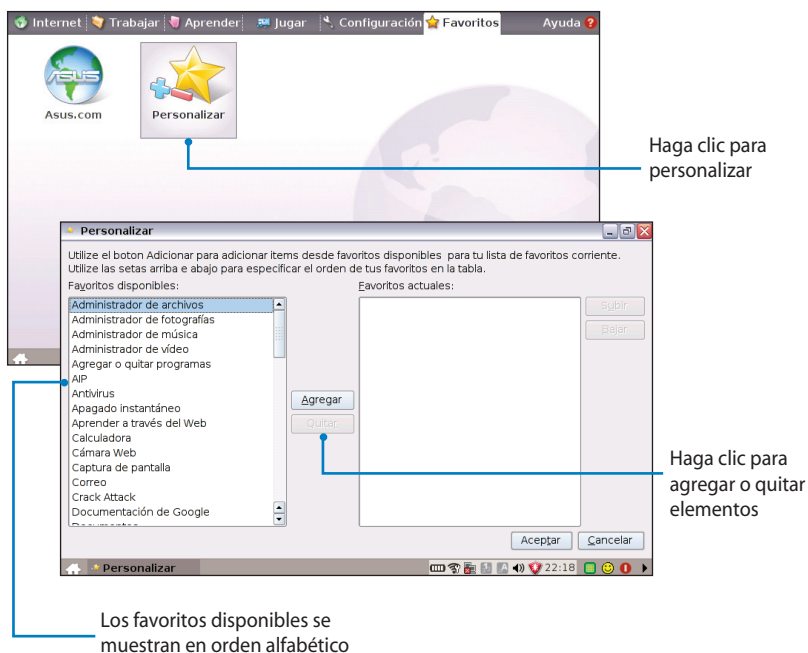 Internet Trabajar Aprender Jugar Configuración Favoritos Ayuda ?
ASUS
Asus.com Personalizar
Haga clic para
personalizar
Personalizar
Utilize el boton Adicionar para adicionar items desde favoritos disponibles para tu lista de favoritos corriente.
Utilize las setas arriba e abajo para especificar el orden de tus favoritos en la tabla.
Favoritos disponibles:
Administrador de archivos
Administrador de fotografías
Administrador de música
Administrador de vídeo
Agregar o quitar programas
AIP
Antivirus
Apagado instantáneo
Aprender a través del Web
Calculadora
Cámara Web
Captura de pantalla
Correo
Crack Attack
Documentación de Google
Agregar
Quitar
Favoritos actuales:
Subir
Bajar
Haga clic para
agregar o quitar
elementos
Aceptar Cancelar
Personalizar 22:18
Los favoritos disponibles se
muestran en orden alfabético